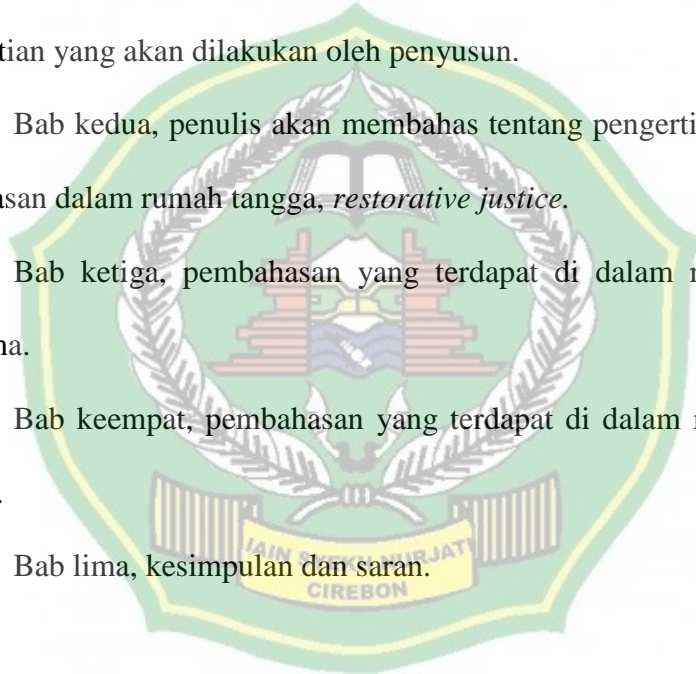 tian yang akan dilakukan oleh penyusun.
Bab kedua, penulis akan membahas tentang pengerti
asan dalam rumah tangga, restorative justice.
Bab ketiga, pembahasan yang terdapat di dalam r
na.
Bab keempat, pembahasan yang terdapat di dalam r
.
Bab lima, kesimpulan dan saran.
IAIN SYEKH NURJATI
CIREBON